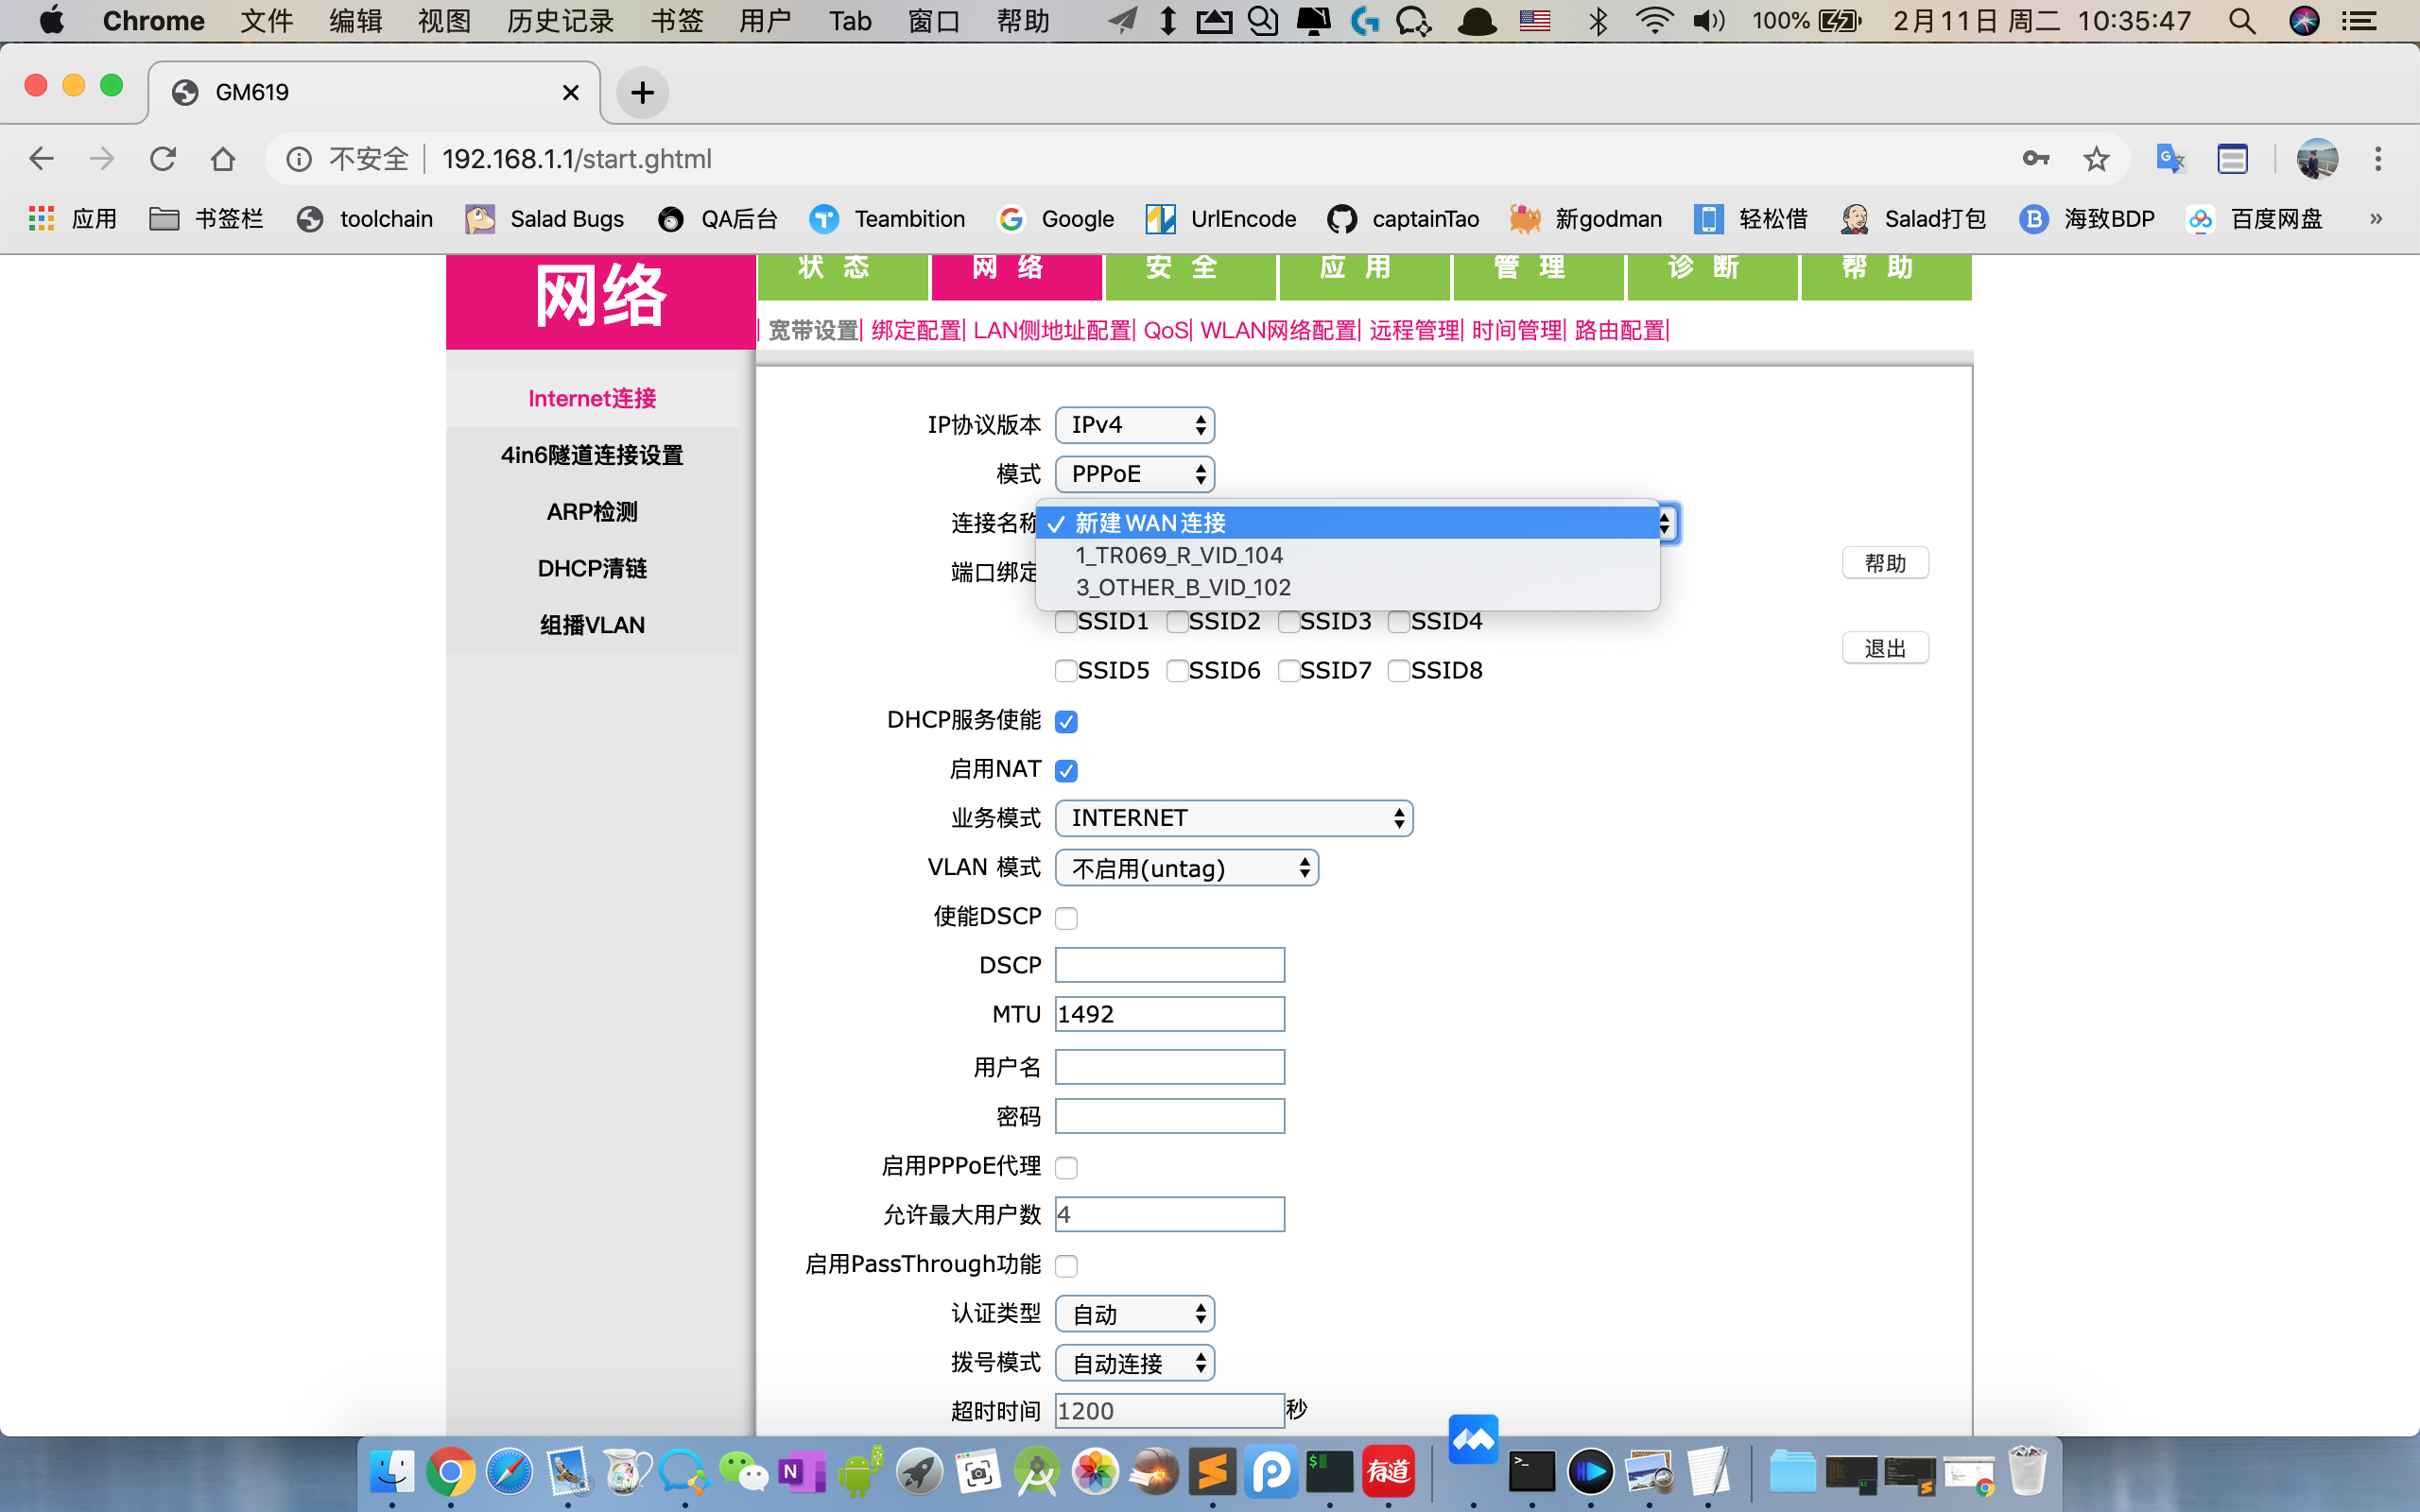 Chrome 文件 编辑 视图 历史记录 书签 用户 Tab 窗口 帮助 100% 2月11日 周二 10:35:47
GM619
不安全 192.168.1.1/start.ghtml
应用 书签栏 toolchain Salad Bugs QA后台 Teambition Google UrlEncode captainTao 新godman 轻松借 Salad打包 海致BDP 百度网盘 »
网络
状 态 网 络 安 全 应 用 管 理 诊 断 帮 助
| 宽带设置| 绑定配置| LAN侧地址配置| QoS| WLAN网络配置| 远程管理| 时间管理| 路由配置|
Internet连接
4in6隧道连接设置
ARP检测
DHCP清链
组播VLAN
IP协议版本 IPv4
模式 PPPoE
连接名称 ✓ 新建WAN连接
1_TR069_R_VID_104
端口绑定
3_OTHER_B_VID_102
帮助
SSID1 SSID2 SSID3 SSID4
退出
SSID5 SSID6 SSID7 SSID8
DHCP服务使能
启用NAT
业务模式 INTERNET
VLAN 模式 不启用(untag)
使能DSCP
DSCP
MTU 1492
用户名
密码
启用PPPoE代理
允许最大用户数 4
启用PassThrough功能
认证类型 自动
拨号模式 自动连接
超时时间 1200 秒
有道